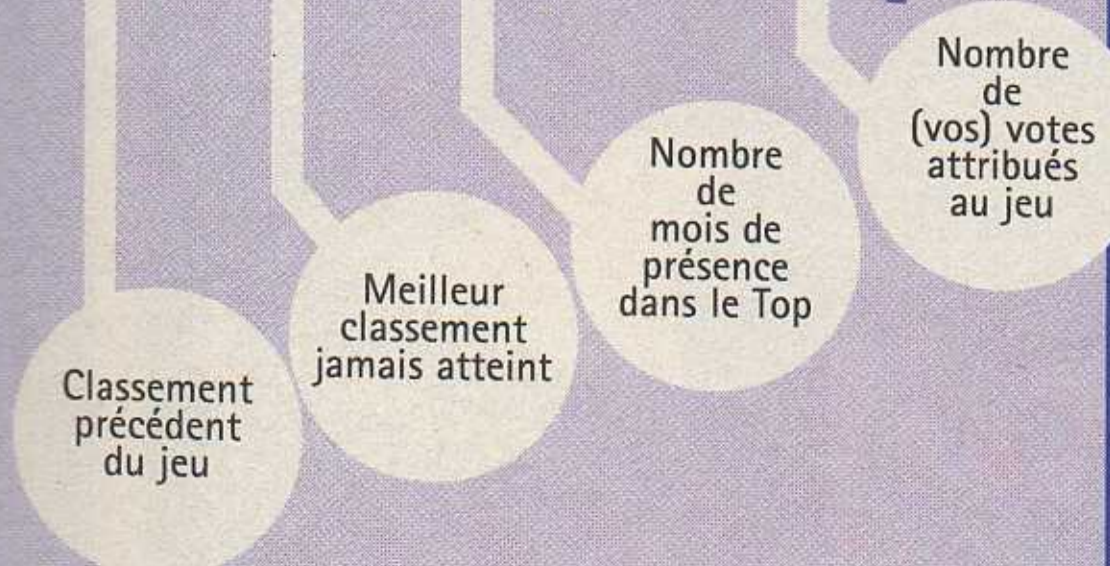 Classement
précédent
du jeu
Meilleur
classement
jamais atteint
Nombre
de
mois de
présence
dans le Top
Nombre
de
(vos) votes
attribués
au jeu